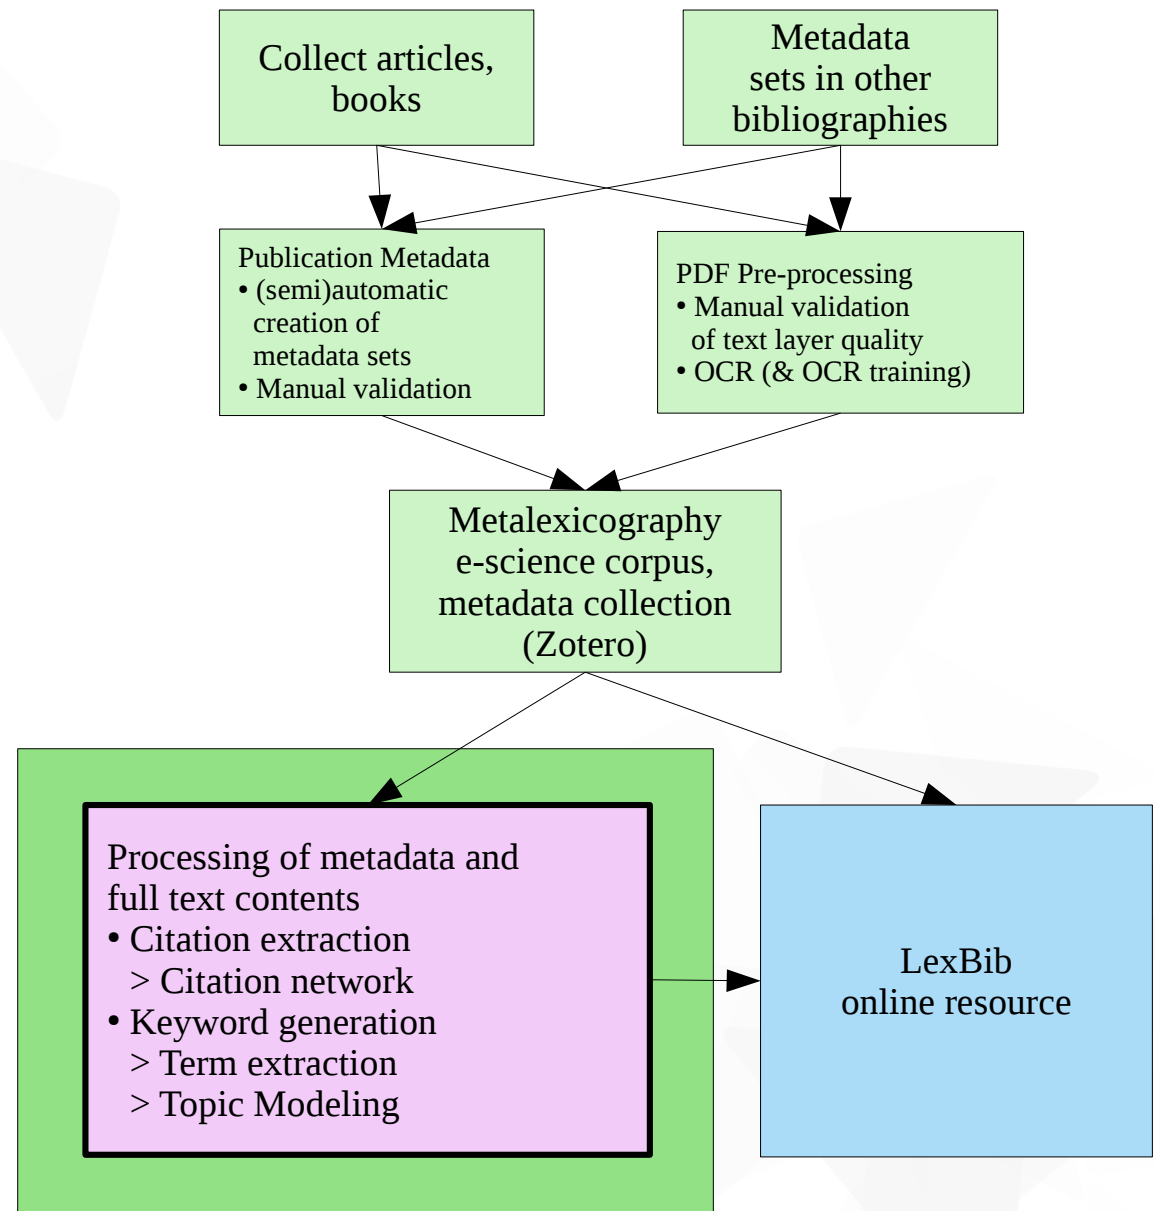 Collect articles,
books
Metadata
sets in other
bibliographies
Publication Metadata
• (semi)automatic
creation of
metadata sets
• Manual validation
PDF Pre-processing
• Manual validation
of text layer quality
• OCR (& OCR training)
Metalexicography
e-science corpus,
metadata collection
(Zotero)
Processing of metadata and
full text contents
• Citation extraction
> Citation network
• Keyword generation
> Term extraction
> Topic Modeling
LexBib
online resource